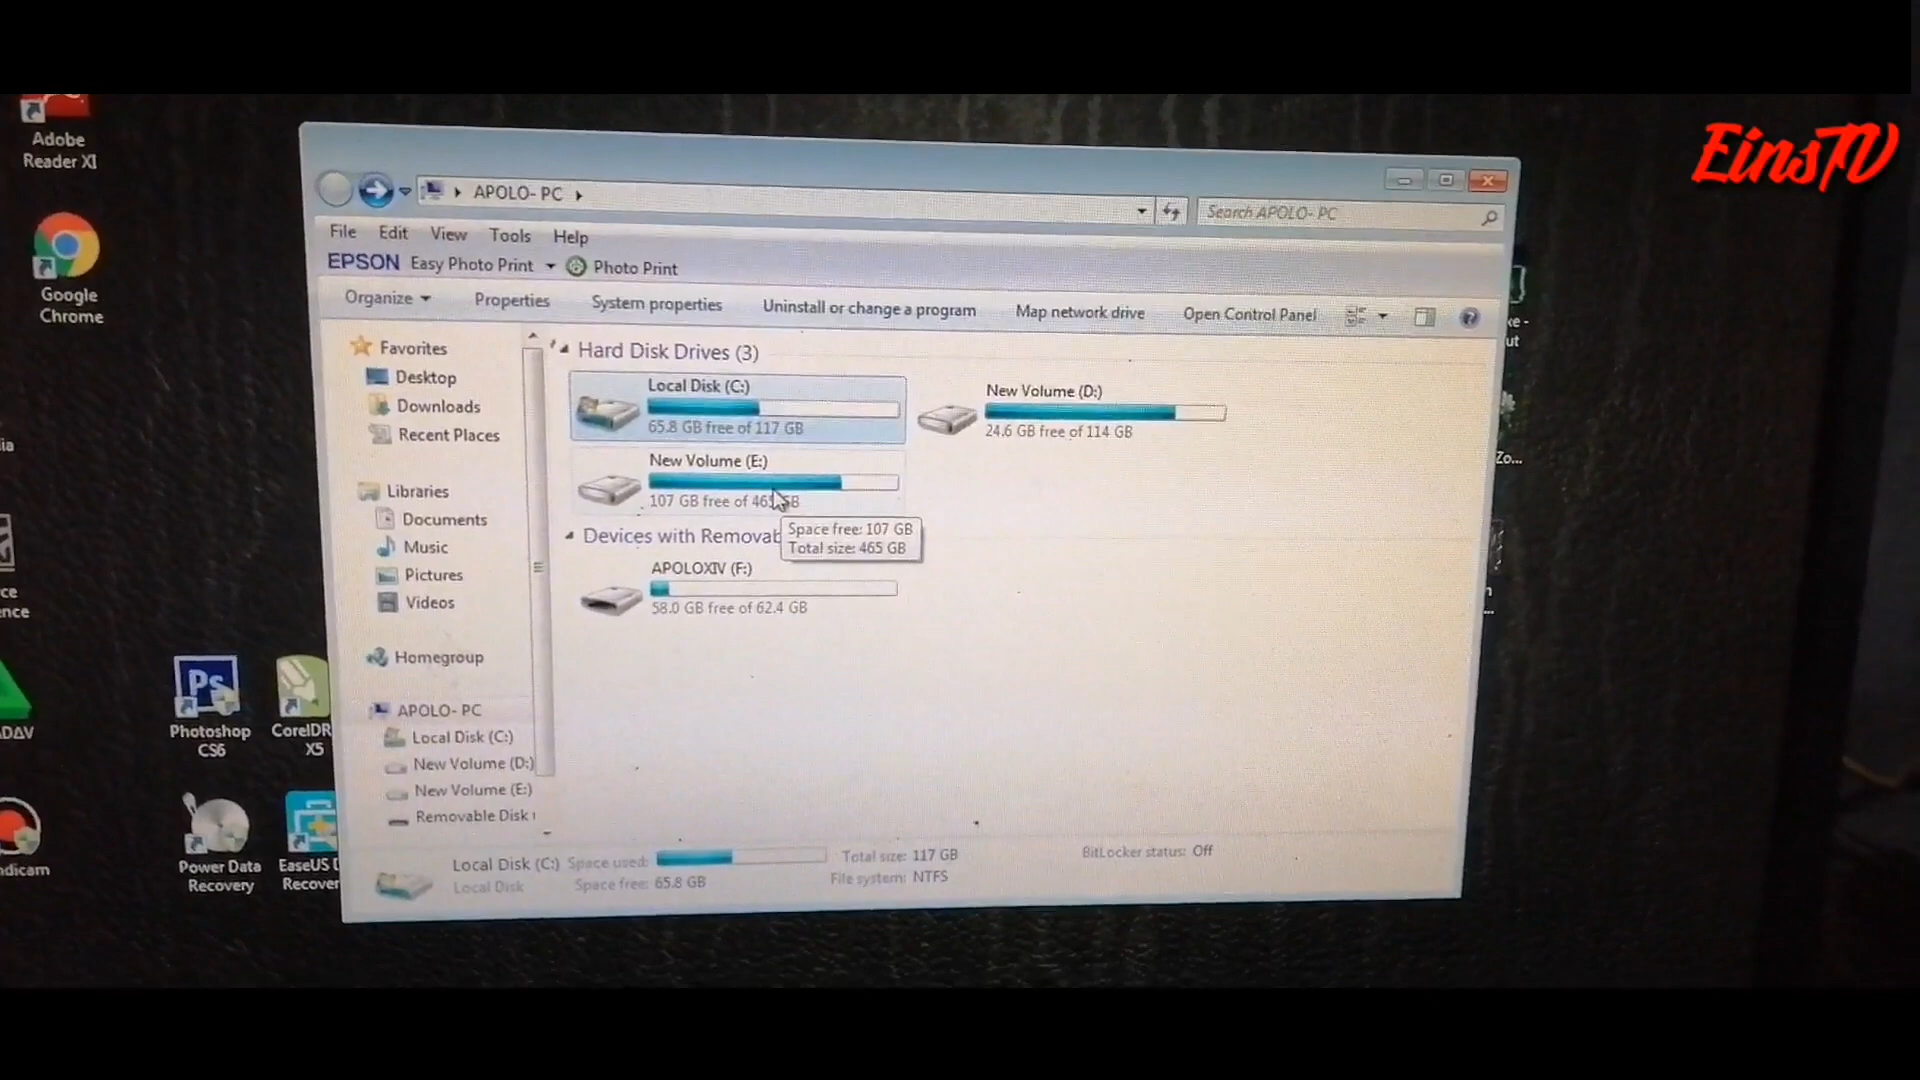 EinsTV
Adobe
Reader XI
Google
Chrome
Photoshop
CS6
CorelDR
X5
Power Data
Recovery
EaseUS
Recover
APOLO- PC
Search APOLO- PC
File Edit View Tools Help
EPSON Easy Photo Print Photo Print
Organize Properties System properties Uninstall or change a program Map network drive Open Control Panel
Favorites
Desktop
Downloads
Recent Places
Libraries
Documents
Music
Pictures
Videos
Homegroup
APOLO- PC
Local Disk (C:)
New Volume (D:)
New Volume (E:)
Removable Disk
Hard Disk Drives (3)
Local Disk (C:)
65.8 GB free of 117 GB
New Volume (D:)
24.6 GB free of 114 GB
New Volume (E:)
107 GB free of 465 GB
Space free: 107 GB
Total size: 465 GB
Devices with Removab
APOLOXIV (F:)
58.0 GB free of 62.4 GB
Local Disk (C:) Space used: Total size: 117 GB BitLocker status: Off
Local Disk Space free: 65.8 GB File system: NTFS
Zo...